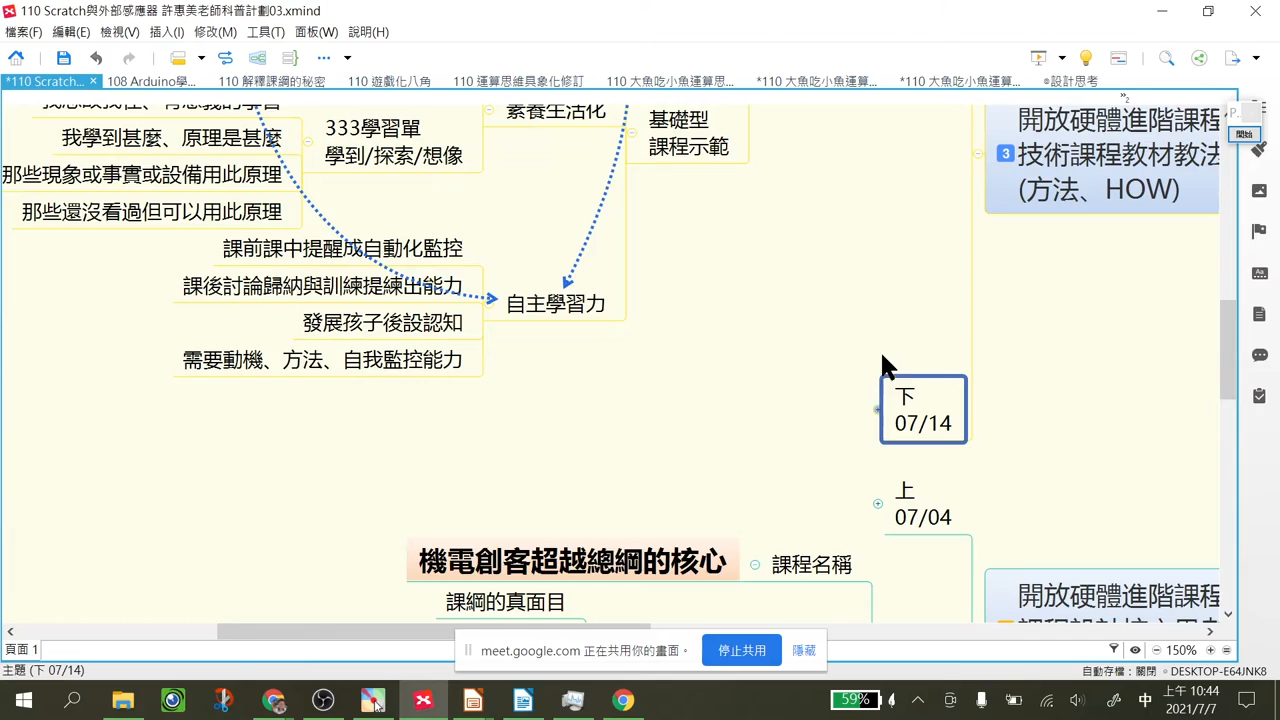 110 Scratch與外部感應器 許惠美老師科普計劃03.xmind
檔案(F) 編輯(E) 檢視(V) 插入(I) 修改(M) 工具(T) 面板(W) 說明(H)
*110 Scratch... 108 Arduino學... 110 解釋課綱的秘密 110 遊戲化八角 110 運算思維具象化修訂 110 大魚吃小魚運算思... *110 大魚吃小魚運算... *110 大魚吃小魚運算... ⊗設計思考
素養生活化
我學到甚麼、原理是甚麼
333學習單
學到/探索/想像
基礎型
課程示範
那些現象或事實或設備用此原理
那些還沒看過但可以用此原理
開放硬體進階課程
3 技術課程教材教法
(方法、HOW)
開始
課前課中提醒成自動化監控
課後討論歸納與訓練提練出能力
發展孩子後設認知
需要動機、方法、自我監控能力
自主學習力
下
07/14
上
07/04
機電創客超越總綱的核心
課程名稱
課綱的真面目
開放硬體進階課程
meet.google.com 正在共用你的畫面。 停止共用 隱藏
頁面 1
150%
主題 (下 07/14)
自動存檔：關閉
DESKTOP-E64JNK8
59%
中
上午 10:44
2021/7/7